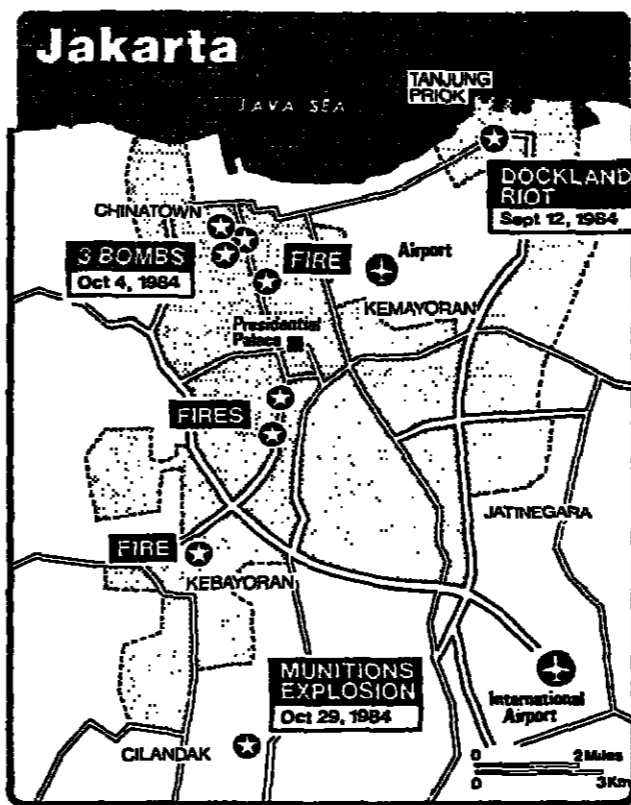 Jakarta
JAVA SEA
TANJUNG
PRIOK
DOCKLAND
RIOT
Sept 12, 1984
CHINATOWN
3 BOMBS
Oct 4, 1984
FIRE
Airport
KEMAYORAN
Presidential
Palace
FIRES
JATINEGARA
FIRE
KEBAYORAN
MUNITIONS
EXPLOSION
Oct 29, 1984
International
Airport
CILANDAK
0 2 Miles
0 3 Km